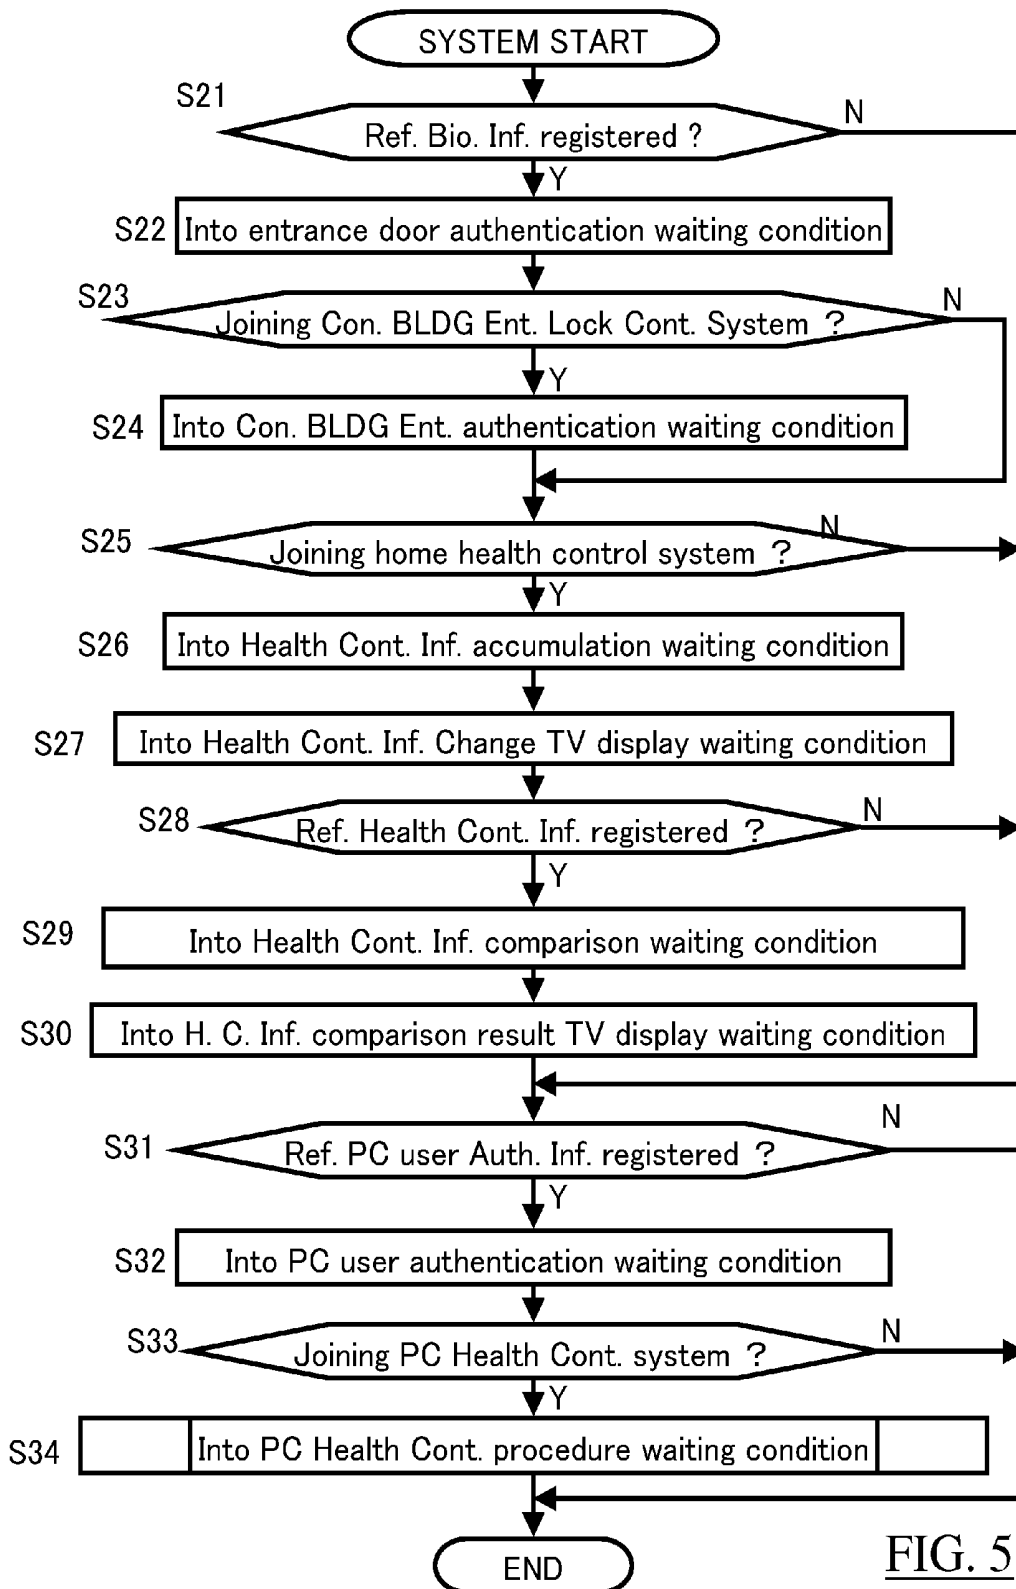 SYSTEM START
S21
Ref. Bio. Inf. registered ?
N
Y
S22
Into entrance door authentication waiting condition
S23
Joining Con. BLDG Ent. Lock Cont. System ?
N
Y
S24
Into Con. BLDG Ent. authentication waiting condition
S25
Joining home health control system ?
N
Y
S26
Into Health Cont. Inf. accumulation waiting condition
S27
Into Health Cont. Inf. Change TV display waiting condition
S28
Ref. Health Cont. Inf. registered ?
N
Y
S29
Into Health Cont. Inf. comparison waiting condition
S30
Into H. C. Inf. comparison result TV display waiting condition
S31
Ref. PC user Auth. Inf. registered ?
N
Y
S32
Into PC user authentication waiting condition
S33
Joining PC Health Cont. system ?
N
Y
S34
Into PC Health Cont. procedure waiting condition
END
FIG. 5